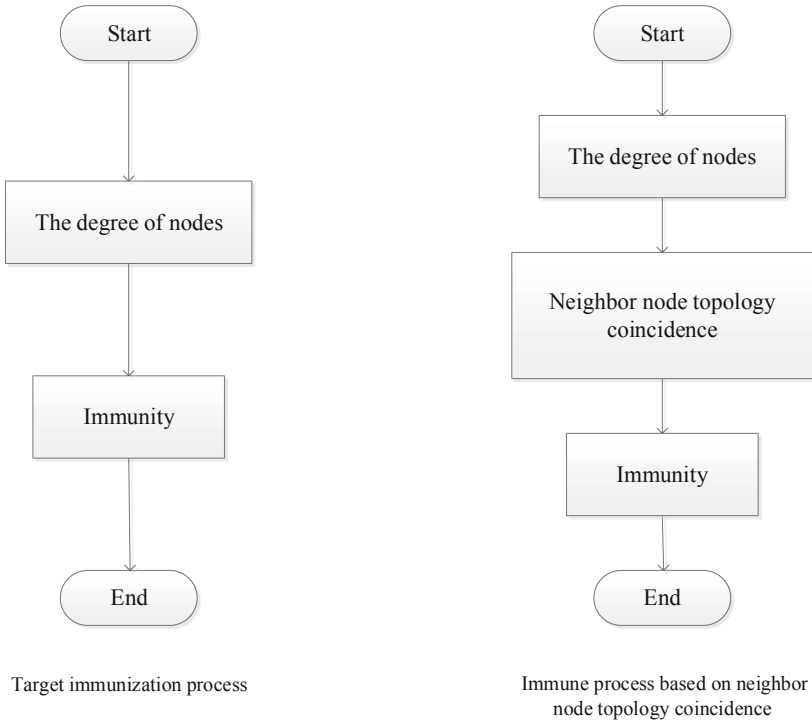 Start
The degree of nodes
Immunity
End
Target immunization process
Start
The degree of nodes
Neighbor node topology
coincidence
Immunity
End
Immune process based on neighbor
node topology coincidence